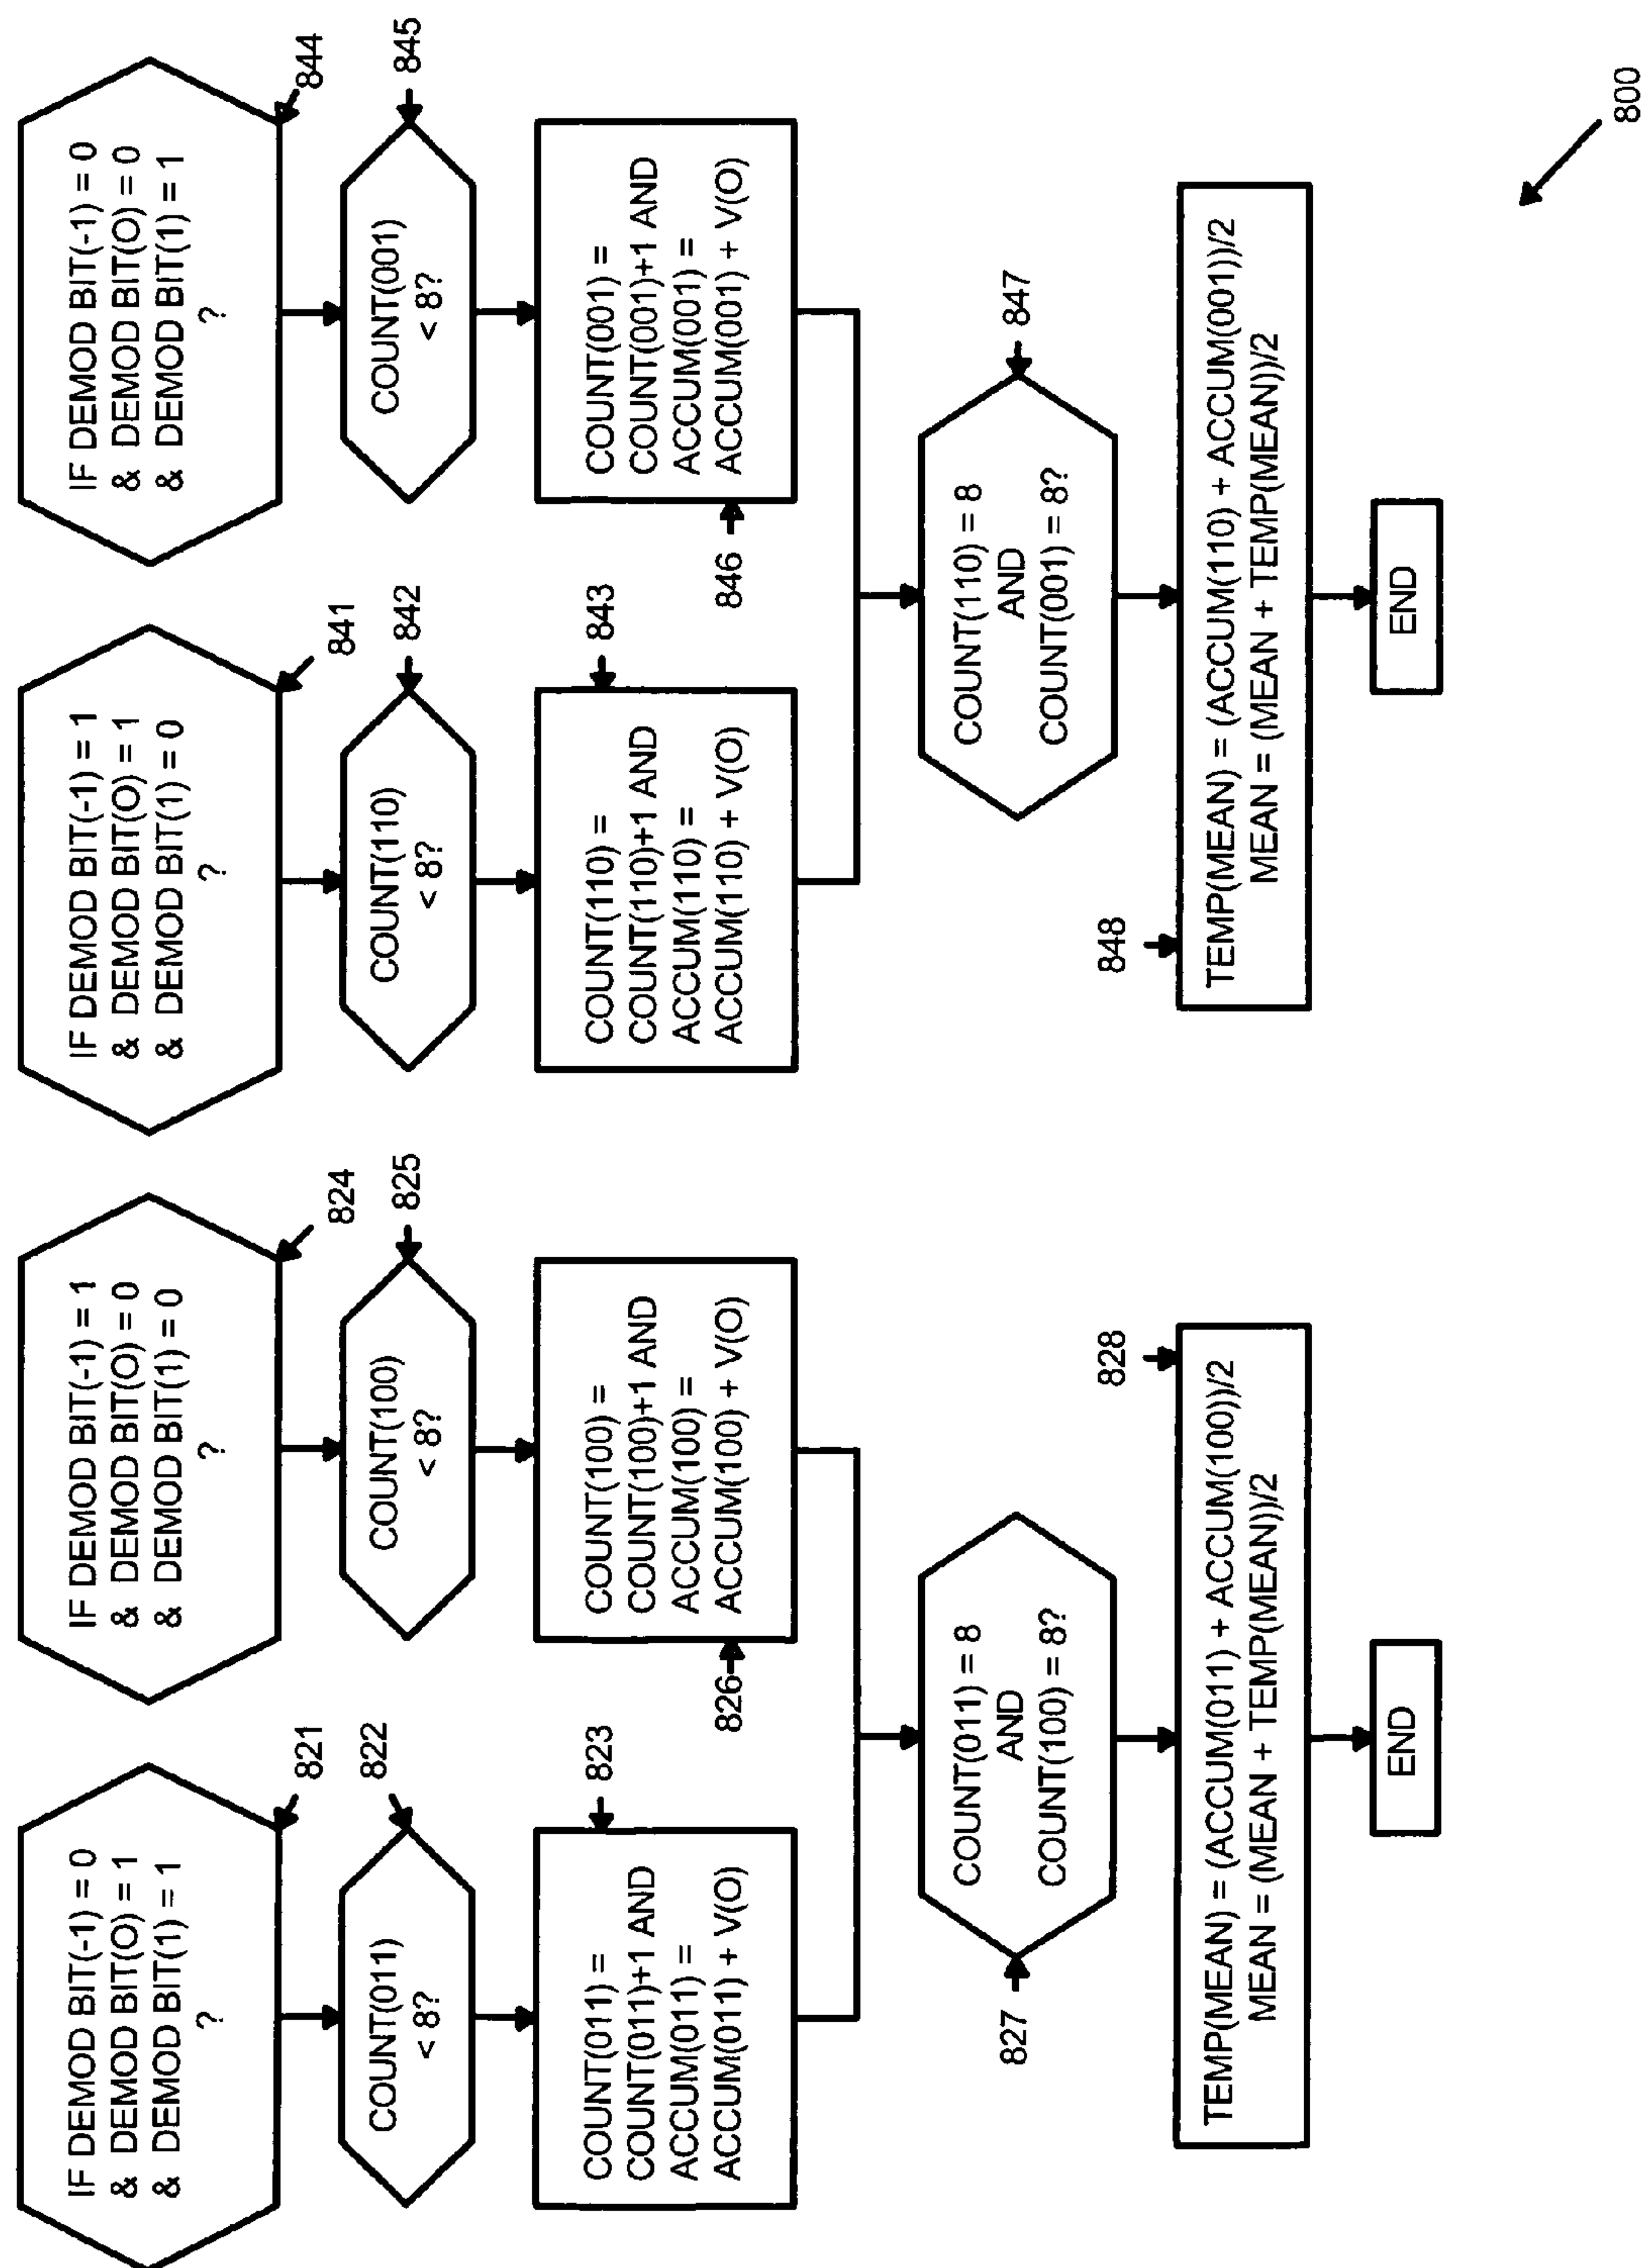 IF DEMOD BIT(-1) = 0
& DEMOD BIT(O) = 1
& DEMOD BIT(1) = 1
?
821
COUNT(011)
< 8?
822
COUNT(011) =
COUNT(011)+1 AND
ACCUM(011) =
ACCUM(011) + V(O)
823
IF DEMOD BIT(-1) = 1
& DEMOD BIT(O) = 0
& DEMOD BIT(1) = 0
?
824
COUNT(100)
< 8?
825
COUNT(100) =
COUNT(100)+1 AND
ACCUM(100) =
ACCUM(100) + V(O)
826
827
COUNT(011) = 8
AND
COUNT(100) = 8?
828
TEMP(MEAN) = (ACCUM(011) + ACCUM(100))/2
MEAN = (MEAN + TEMP(MEAN))/2
END
IF DEMOD BIT(-1) = 1
& DEMOD BIT(O) = 1
& DEMOD BIT(1) = 0
?
841
COUNT(110)
< 8?
842
COUNT(110) =
COUNT(110)+1 AND
ACCUM(110) =
ACCUM(110) + V(O)
843
IF DEMOD BIT(-1) = 0
& DEMOD BIT(O) = 0
& DEMOD BIT(1) = 1
?
844
COUNT(001)
< 8?
845
COUNT(001) =
COUNT(001)+1 AND
ACCUM(001) =
ACCUM(001) + V(O)
846
COUNT(110) = 8
AND
COUNT(001) = 8?
847
848
TEMP(MEAN) = (ACCUM(110) + ACCUM(001))/2
MEAN = (MEAN + TEMP(MEAN))/2
END
800